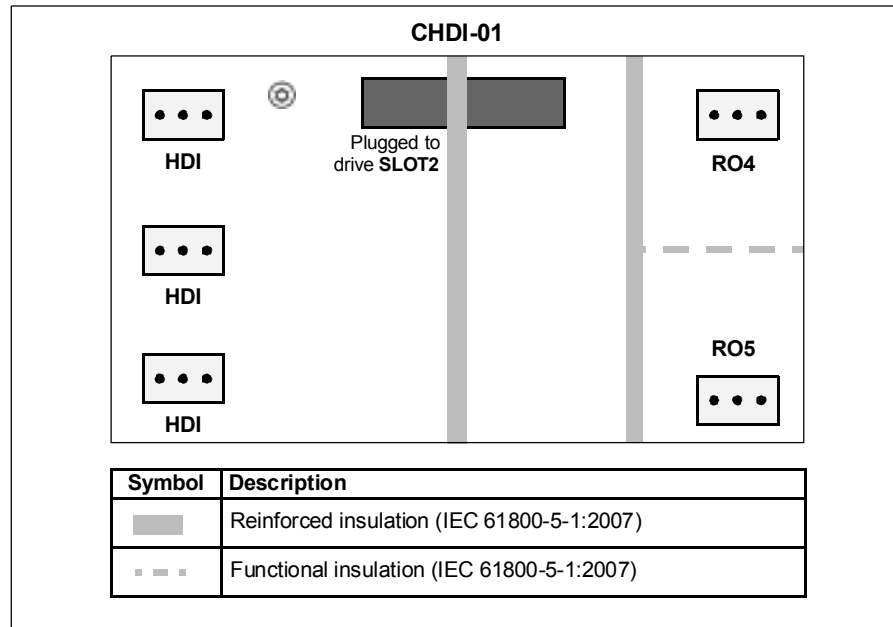 CHDI-01
HDI
Plugged to
drive SLOT2
RO4
HDI
RO5
HDI
Symbol Description
Reinforced insulation (IEC 61800-5-1:2007)
Functional insulation (IEC 61800-5-1:2007)